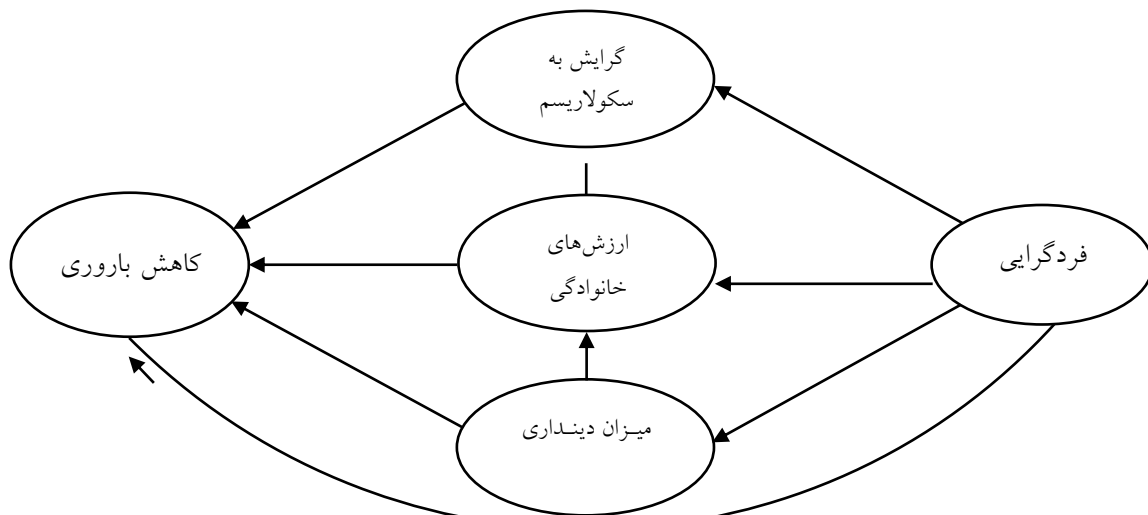 گرایش به
سکولاریسم
فردگرایی
ارزش‌های
خانوادگی
کاهش باروری
میـزان دینـداری